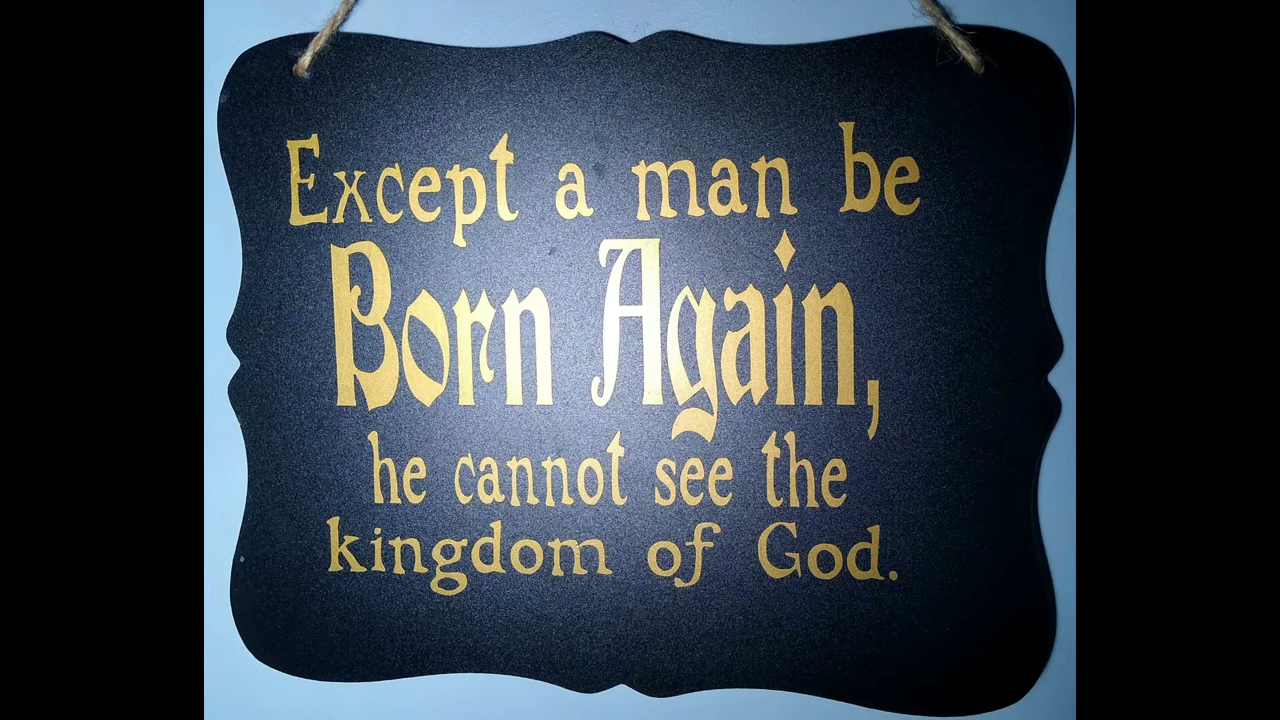 Except a man be
Born Again,
he cannot see the
kingdom of God.